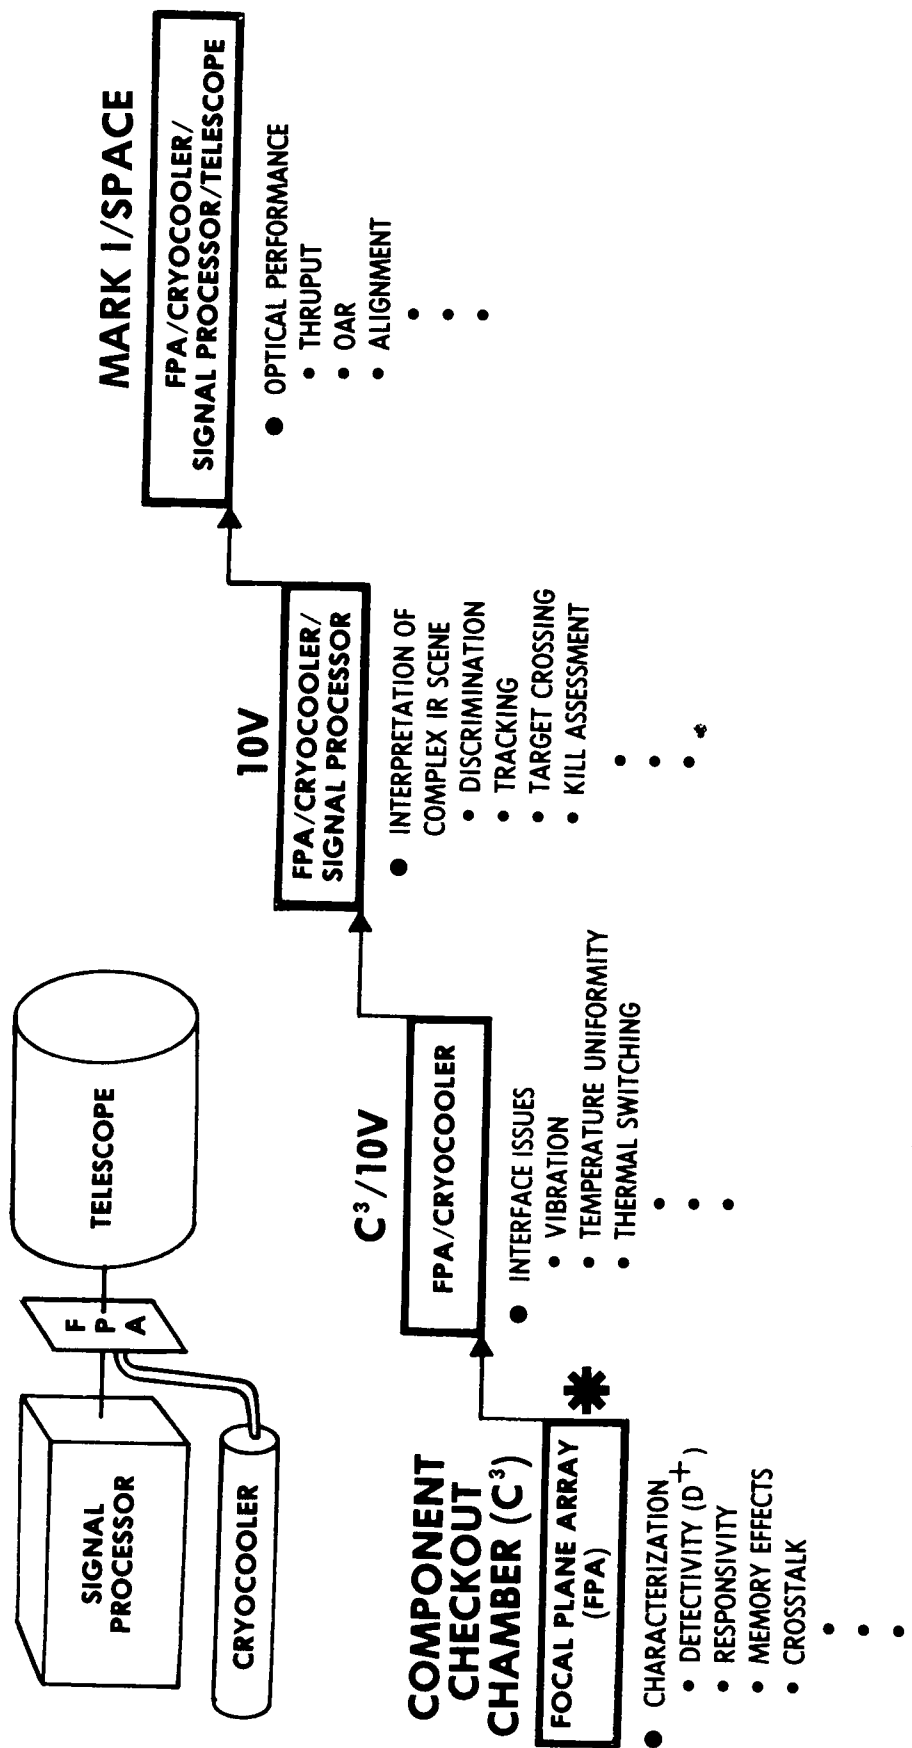 SIGNAL
PROCESSOR
CRYOCOOLER
F
P
A
TELESCOPE
COMPONENT
CHECKOUT
CHAMBER (C³)
FOCAL PLANE ARRAY
(FPA)
*
● CHARACTERIZATION
• DETECTIVITY (D⁺)
• RESPONSIVITY
• MEMORY EFFECTS
• CROSSTALK
•
•
•
C³/10V
FPA/CRYOCOOLER
● INTERFACE ISSUES
• VIBRATION
• TEMPERATURE UNIFORMITY
• THERMAL SWITCHING
•
•
•
10V
FPA/CRYOCOOLER/
SIGNAL PROCESSOR
● INTERPRETATION OF
COMPLEX IR SCENE
• DISCRIMINATION
• TRACKING
• TARGET CROSSING
• KILL ASSESSMENT
•
•
•
MARK I/SPACE
FPA/CRYOCOOLER/
SIGNAL PROCESSOR/TELESCOPE
● OPTICAL PERFORMANCE
• THRUPUT
• OAR
• ALIGNMENT
•
•
•